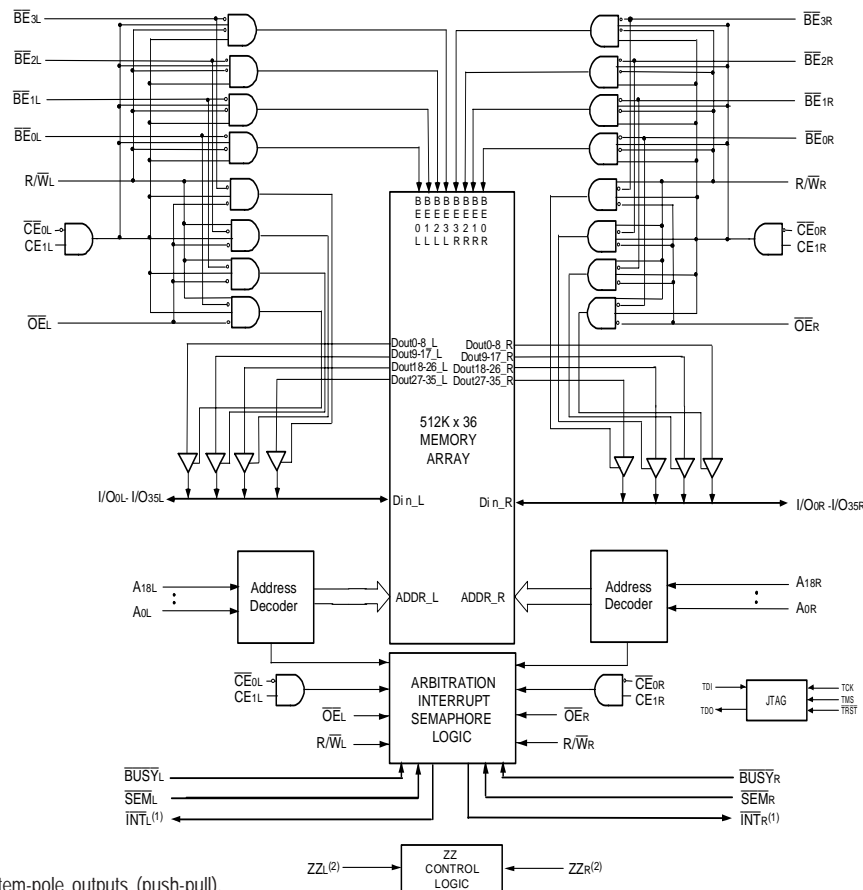 BE3L
BE3R
BE2L
BE2R
BE1L
BE1R
BE0L
BE0R
R/WL
R/WR
B B B B B B B B
E E E E E E E E
0 1 2 3 3 2 1 0
L L L L R R R R
CE0L
CE1L
CE0R
CE1R
OEL
OER
Dout0-8_L
Dout9-17_L
Dout18-26_L
Dout27-35_L
Dout0-8_R
Dout9-17_R
Dout18-26_R
Dout27-35_R
512K x 36
MEMORY
ARRAY
I/O0L- I/O35L
Din_L
Din_R
I/O0R -I/O35R
A18L
:
A0L
Address
Decoder
ADDR_L
ADDR_R
Address
Decoder
A18R
:
A0R
CE0L
CE1L
OEL
R/WL
ARBITRATION
INTERRUPT
SEMAPHORE
LOGIC
CE0R
CE1R
OER
R/WR
TDI
TDO
JTAG
TCK
TMS
TRST
BUSYL
BUSYR
SEML
SEMR
INTL(1)
INTR(1)
ZZL(2)
ZZ
CONTROL
LOGIC
ZZR(2)
tem-pole outputs (push-pull)